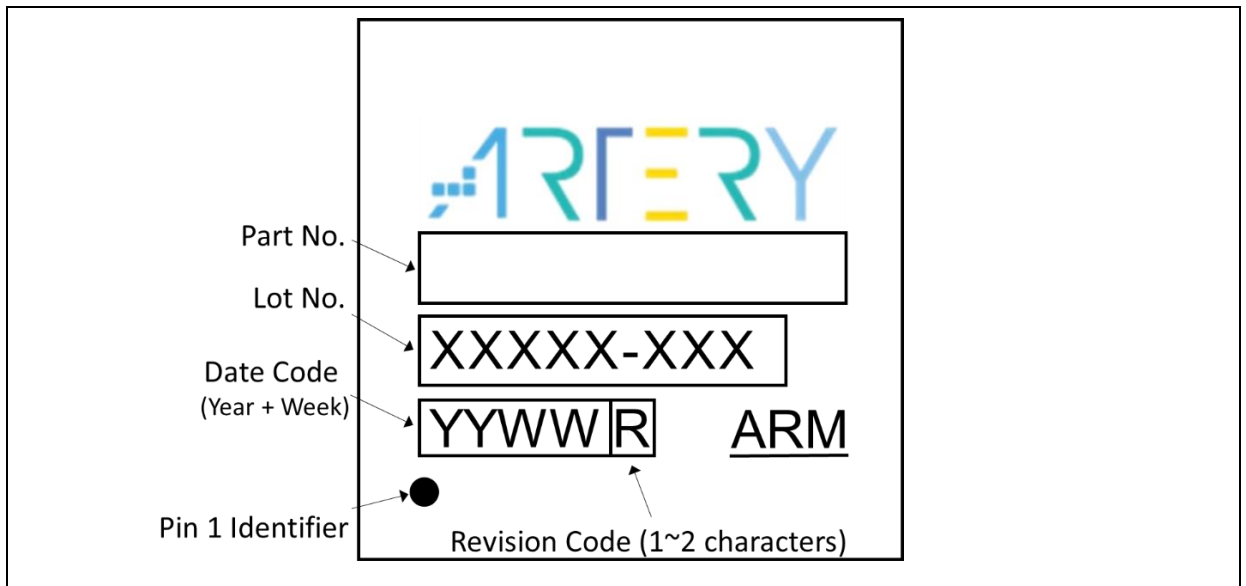 ARTERY
Part No.
Lot No.
XXXXX-XXX
Date Code
(Year + Week)
YYWW R ARM
Pin 1 Identifier
Revision Code (1~2 characters)